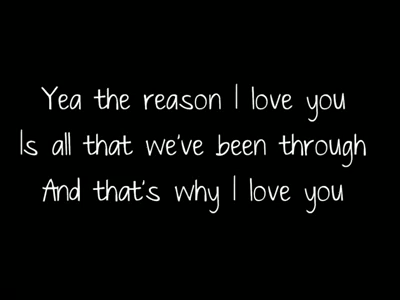 Yea the reason I love you
Is all that we've been through
And that's why I love you